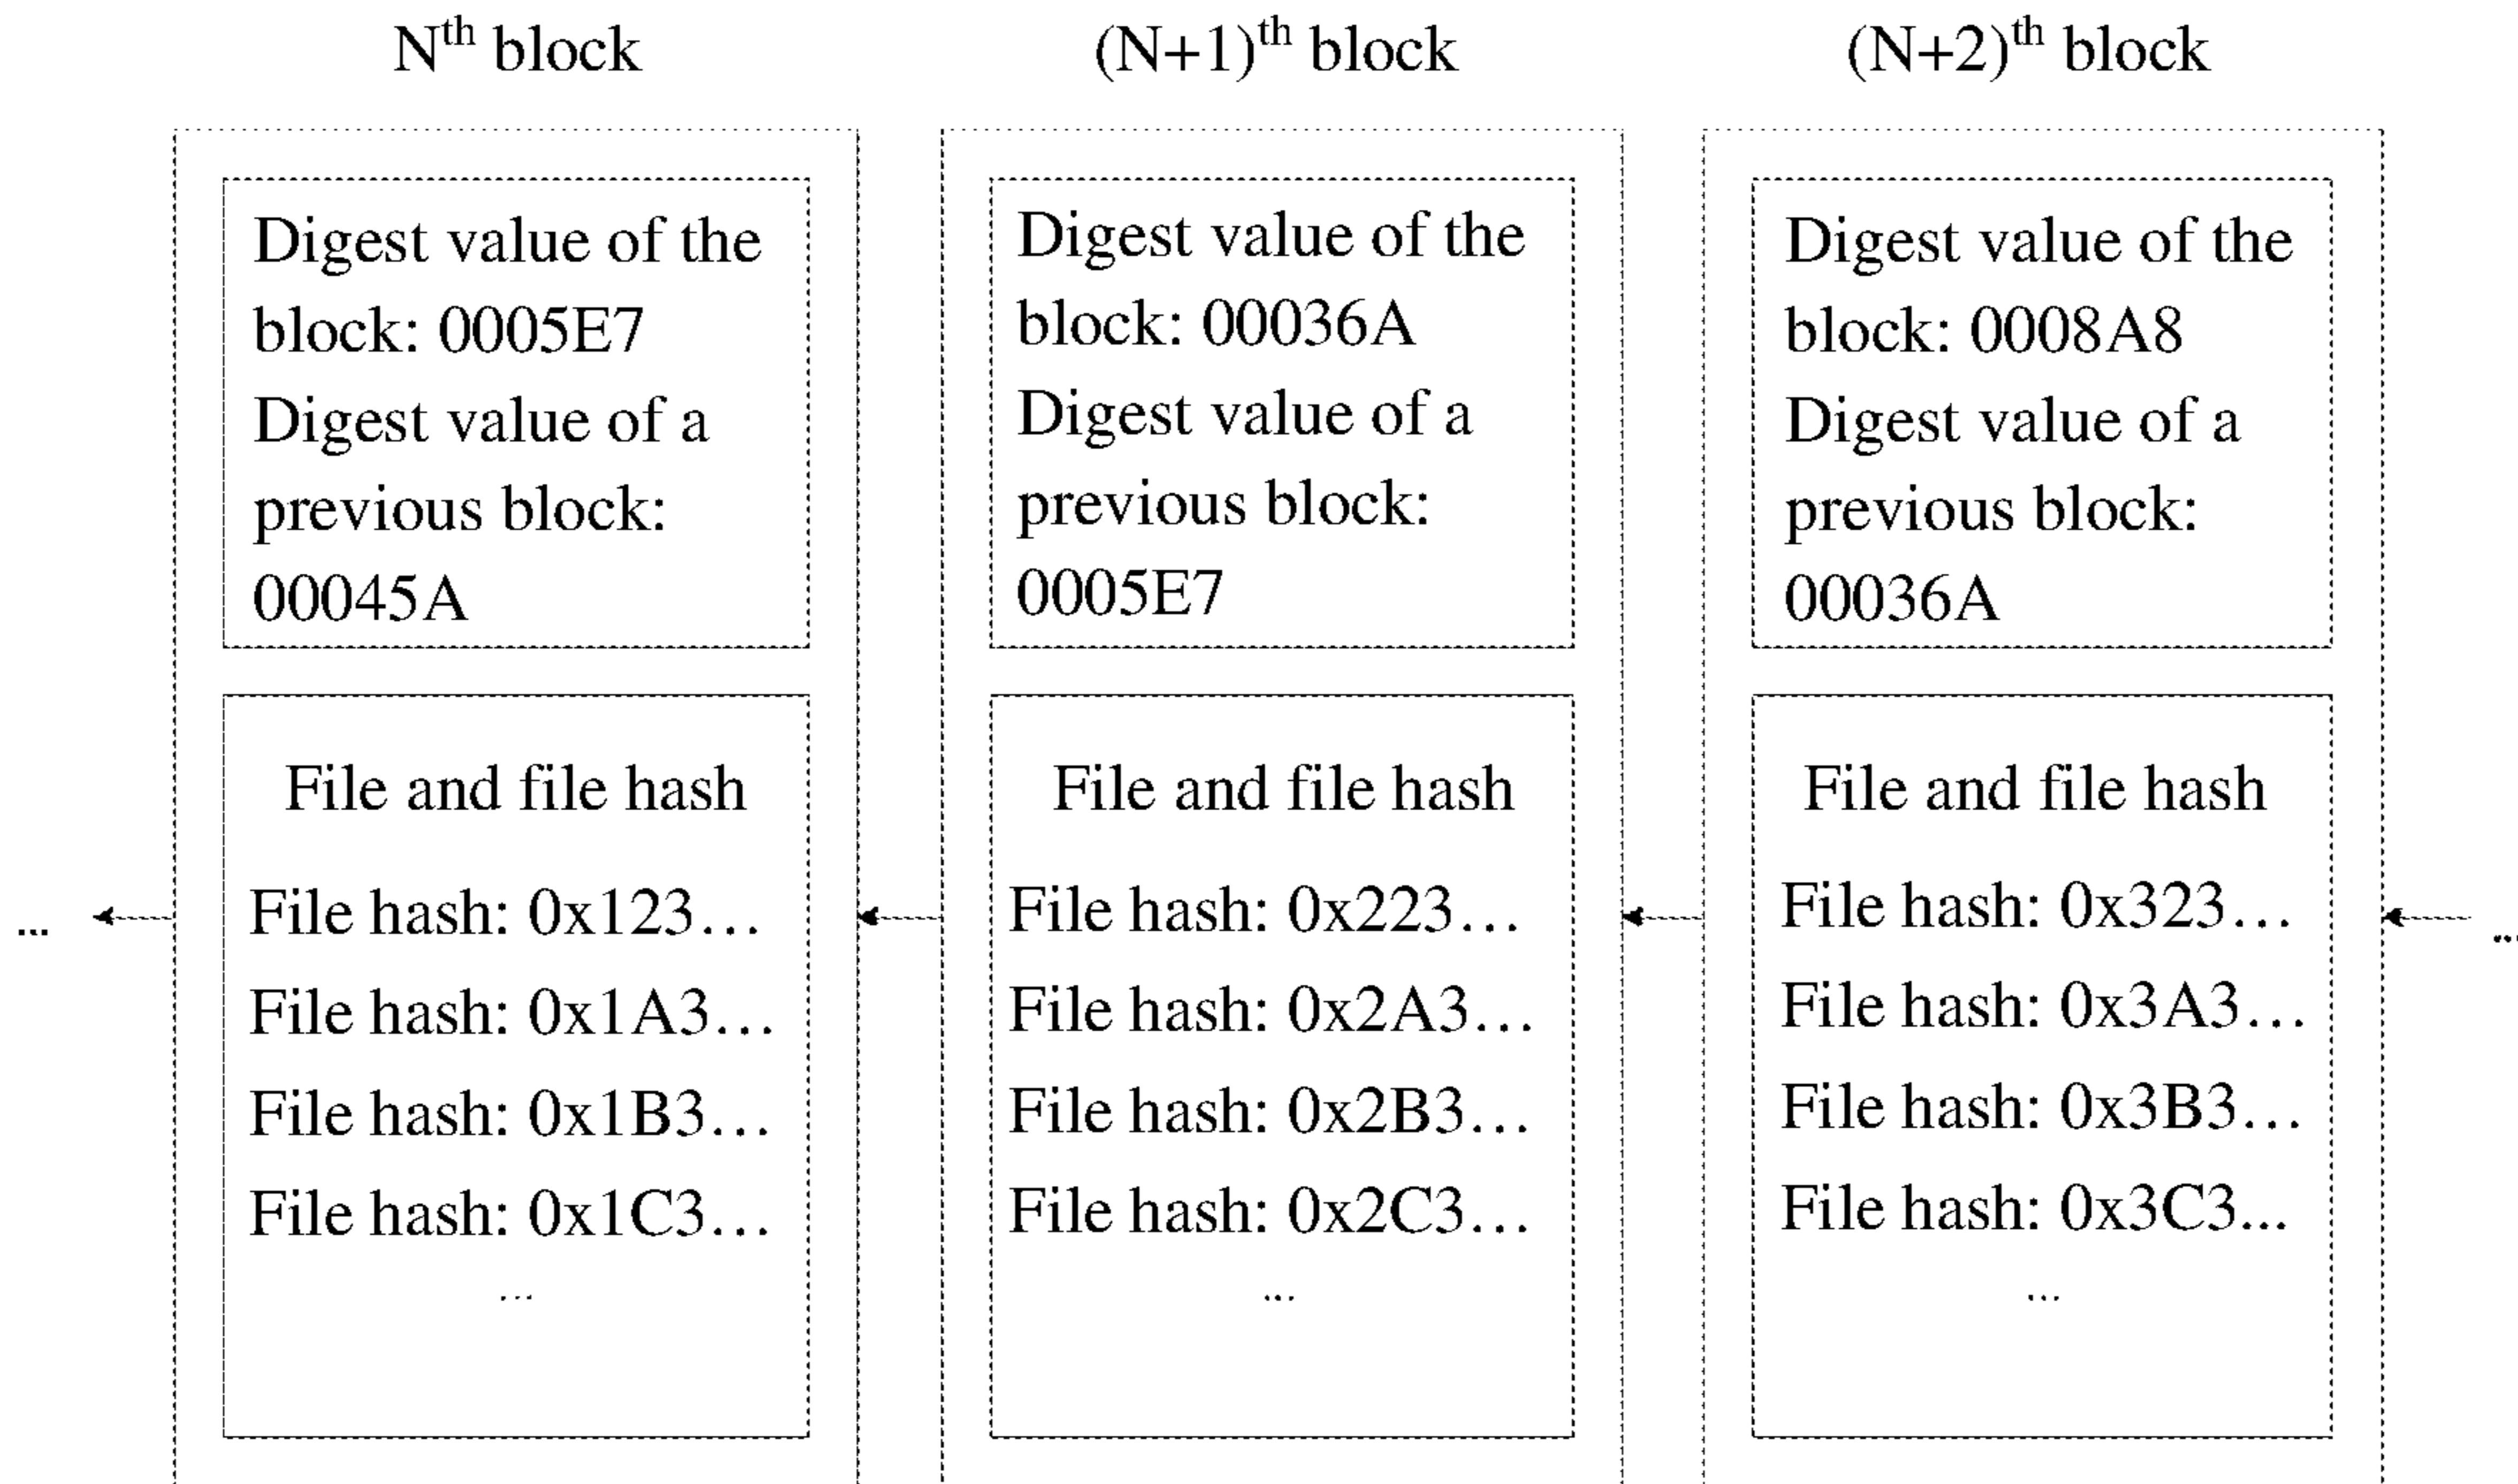 Nth block
Digest value of the
block: 0005E7
Digest value of a
previous block:
00045A
File and file hash
File hash: 0x123…
File hash: 0x1A3…
File hash: 0x1B3…
File hash: 0x1C3…
...
(N+1)th block
Digest value of the
block: 00036A
Digest value of a
previous block:
0005E7
File and file hash
File hash: 0x223…
File hash: 0x2A3…
File hash: 0x2B3…
File hash: 0x2C3…
...
(N+2)th block
Digest value of the
block: 0008A8
Digest value of a
previous block:
00036A
File and file hash
File hash: 0x323…
File hash: 0x3A3…
File hash: 0x3B3…
File hash: 0x3C3...
...
...
...